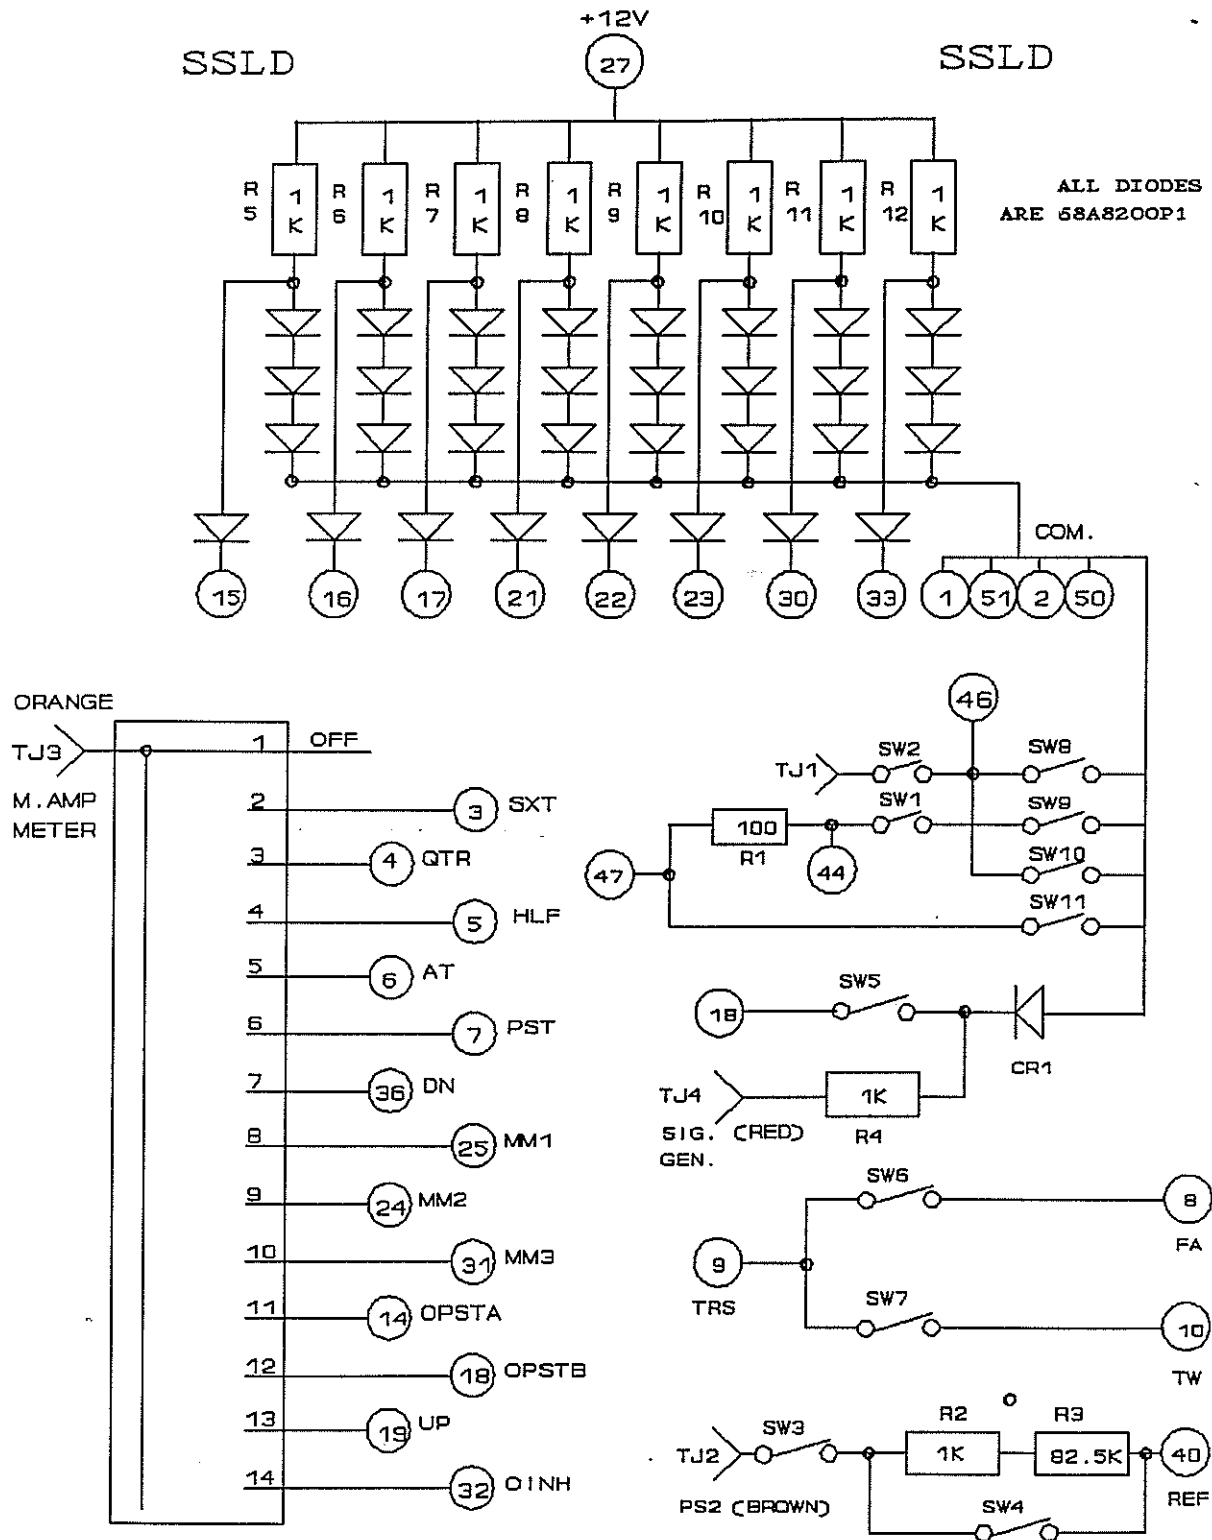 +12V
SSLD
27
SSLD
R 5
1 K
R 6
1 K
R 7
1 K
R 8
1 K
R 9
1 K
R 10
1 K
R 11
1 K
R 12
1 K
ALL DIODES
ARE 68A8200P1
COM.
15
16
17
21
22
23
30
33
1
51
2
50
ORANGE
TJ3
M.AMP
METER
1 OFF
2 3 SXT
3 4 QTR
4 5 HLF
5 6 AT
6 7 PST
7 36 DN
8 25 MM1
9 24 MM2
10 31 MM3
11 14 OPSTA
12 18 OPSTB
13 19 UP
14 32 OINH
46
TJ1
SW2
SW8
100
R1
SW1
SW9
47
44
SW10
SW11
SW5
18
CR1
TJ4
1K
SIG. (RED)
GEN.
R4
SW6
8
FA
9
TRS
SW7
10
TW
R2
R3
TJ2
SW3
1K
82.5K
40
PS2 (BROWN)
SW4
REF